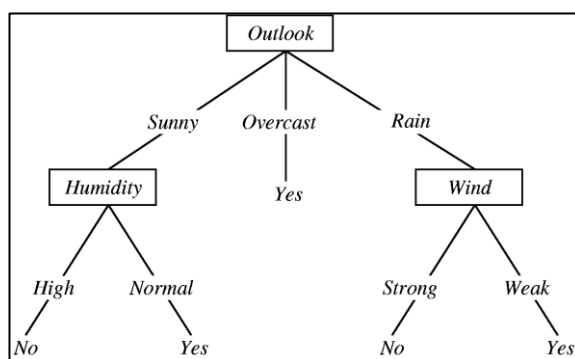 Outlook
Sunny Overcast Rain
Humidity Yes Wind
High Normal Strong Weak
No Yes No Yes